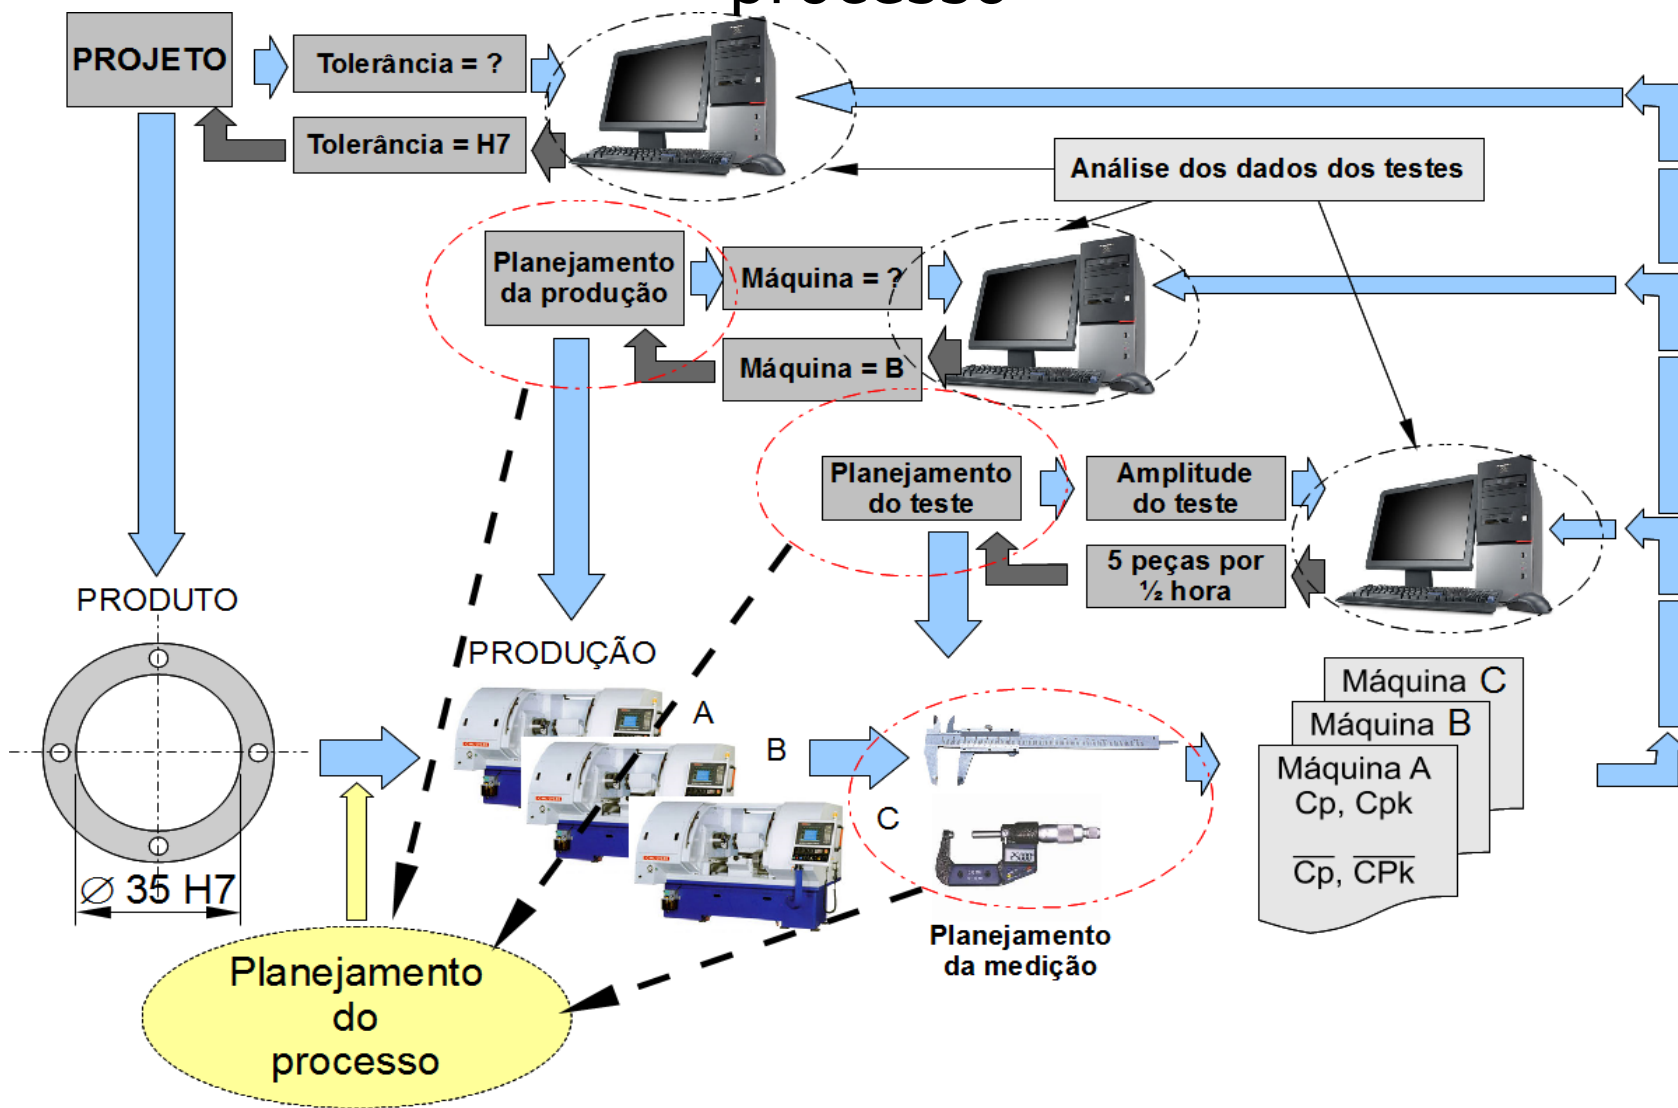 processo
PROJETO
Tolerância = ?
Tolerância = H7
Análise dos dados dos testes
Planejamento
da produção
Máquina = ?
Máquina = B
Planejamento
do teste
Amplitude
do teste
5 peças por
½ hora
PRODUTO
Ø 35 H7
PRODUÇÃO
A
B
C
Planejamento
da medição
Máquina C
Máquina B
Máquina A
Cp, Cpk
C̅p̅, C̅P̅k̅
Planejamento
do
processo